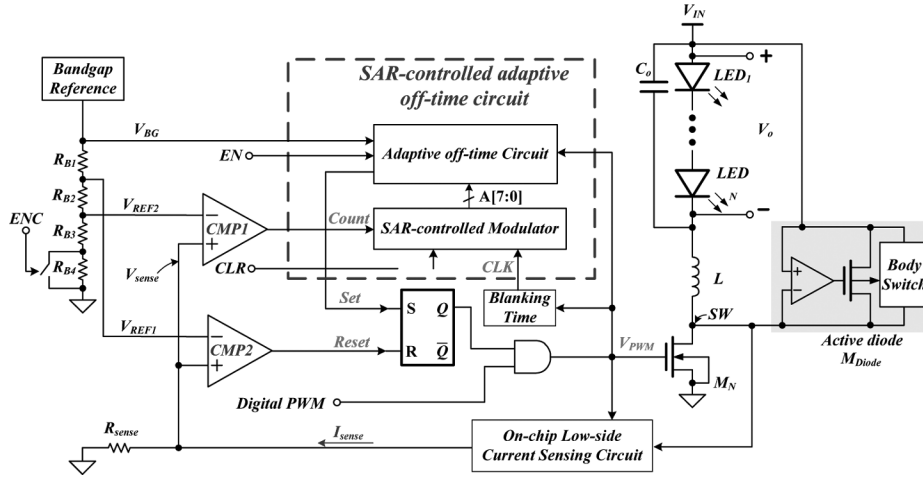 V_IN
SAR-controlled adaptive
off-time circuit
Bandgap
Reference
C_o
LED_1
+
V_BG
EN
Adaptive off-time Circuit
V_o
R_B1
A[7:0]
LED
N
R_B2
V_REF2
−
Count
SAR-controlled Modulator
−
ENC
R_B3
CMP1
+
R_B4
V_sense
CLR
CLK
L
+
−
Body
Switch
Set
Blanking
Time
SW
V_REF1
S
Q
Active diode
M_Diode
−
CMP2
+
Reset
R
Q̅
V_PWM
M_N
Digital PWM
R_sense
I_sense
On-chip Low-side
Current Sensing Circuit